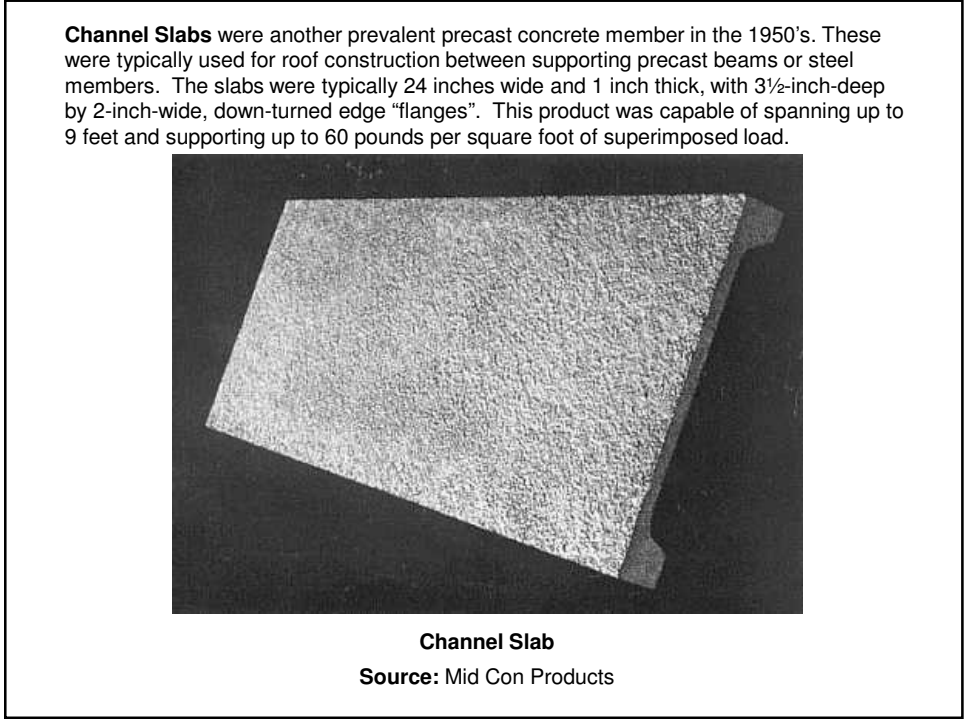 Channel Slabs were another prevalent precast concrete member in the 1950's. These
were typically used for roof construction between supporting precast beams or steel
members.  The slabs were typically 24 inches wide and 1 inch thick, with 3½-inch-deep
by 2-inch-wide, down-turned edge “flanges”.  This product was capable of spanning up to
9 feet and supporting up to 60 pounds per square foot of superimposed load.
Channel Slab
Source: Mid Con Products